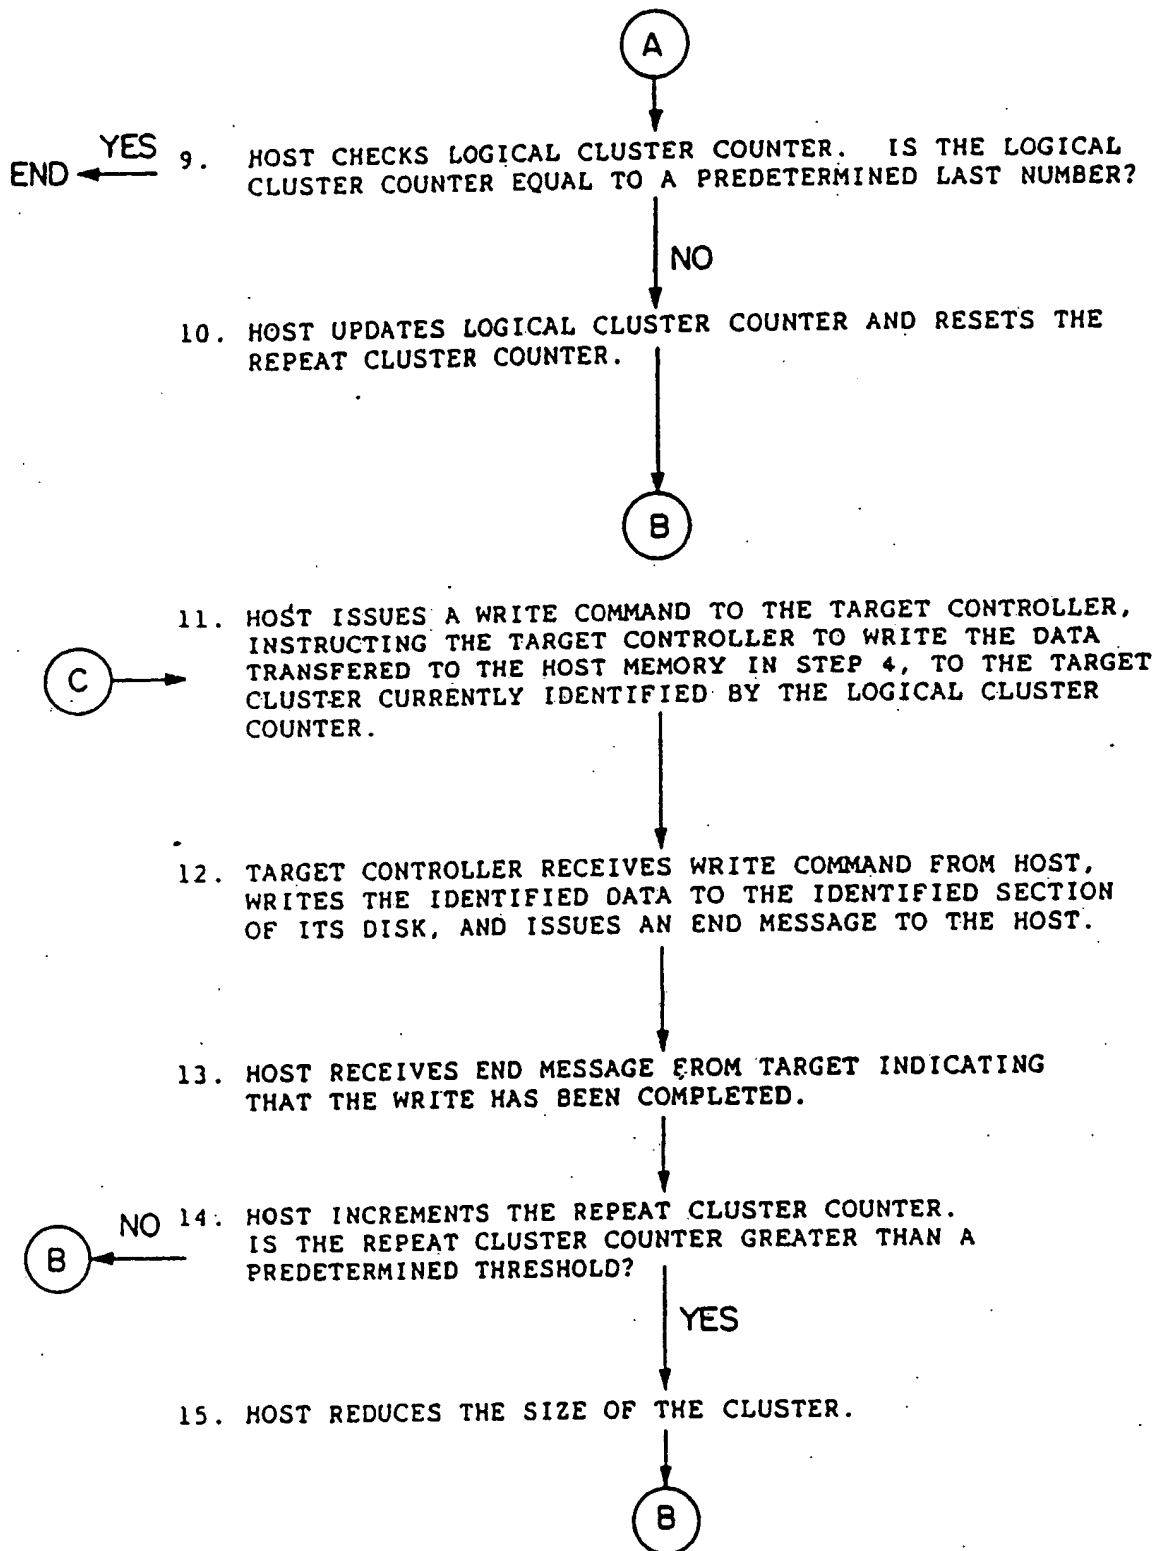 A
END
YES
9. HOST CHECKS LOGICAL CLUSTER COUNTER. IS THE LOGICAL
CLUSTER COUNTER EQUAL TO A PREDETERMINED LAST NUMBER?
NO
10. HOST UPDATES LOGICAL CLUSTER COUNTER AND RESETS THE
REPEAT CLUSTER COUNTER.
B
C
11. HOST ISSUES A WRITE COMMAND TO THE TARGET CONTROLLER,
INSTRUCTING THE TARGET CONTROLLER TO WRITE THE DATA
TRANSFERED TO THE HOST MEMORY IN STEP 4, TO THE TARGET
CLUSTER CURRENTLY IDENTIFIED BY THE LOGICAL CLUSTER
COUNTER.
12. TARGET CONTROLLER RECEIVES WRITE COMMAND FROM HOST,
WRITES THE IDENTIFIED DATA TO THE IDENTIFIED SECTION
OF ITS DISK, AND ISSUES AN END MESSAGE TO THE HOST.
13. HOST RECEIVES END MESSAGE FROM TARGET INDICATING
THAT THE WRITE HAS BEEN COMPLETED.
B
NO
14. HOST INCREMENTS THE REPEAT CLUSTER COUNTER.
IS THE REPEAT CLUSTER COUNTER GREATER THAN A
PREDETERMINED THRESHOLD?
YES
15. HOST REDUCES THE SIZE OF THE CLUSTER.
B